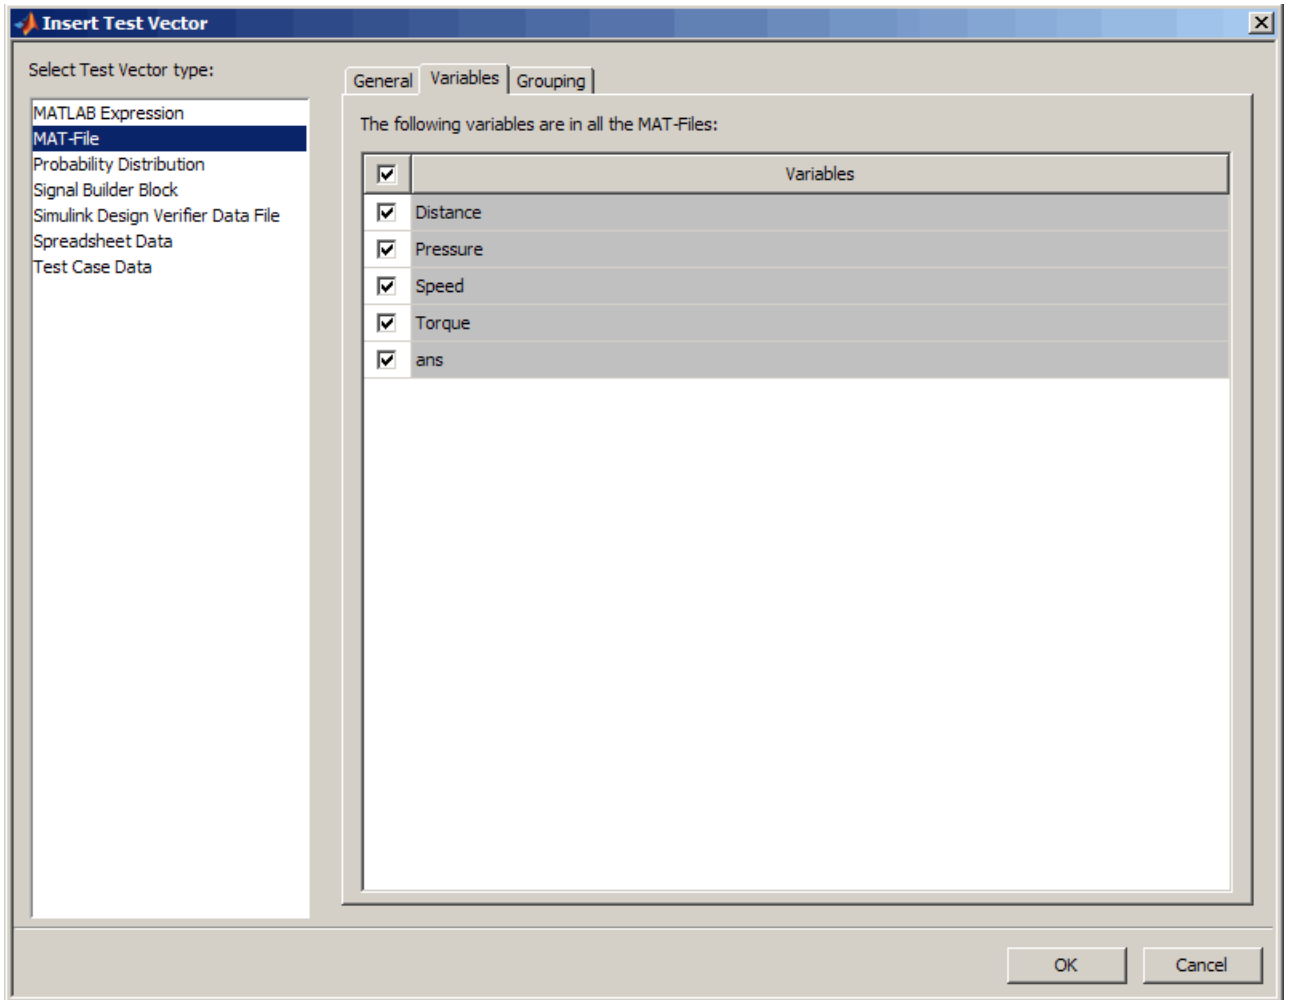 Insert Test Vector
Select Test Vector type:
MATLAB Expression
MAT-File
Probability Distribution
Signal Builder Block
Simulink Design Verifier Data File
Spreadsheet Data
Test Case Data
General Variables Grouping
The following variables are in all the MAT-Files:
Variables
Distance
Pressure
Speed
Torque
ans
OK Cancel